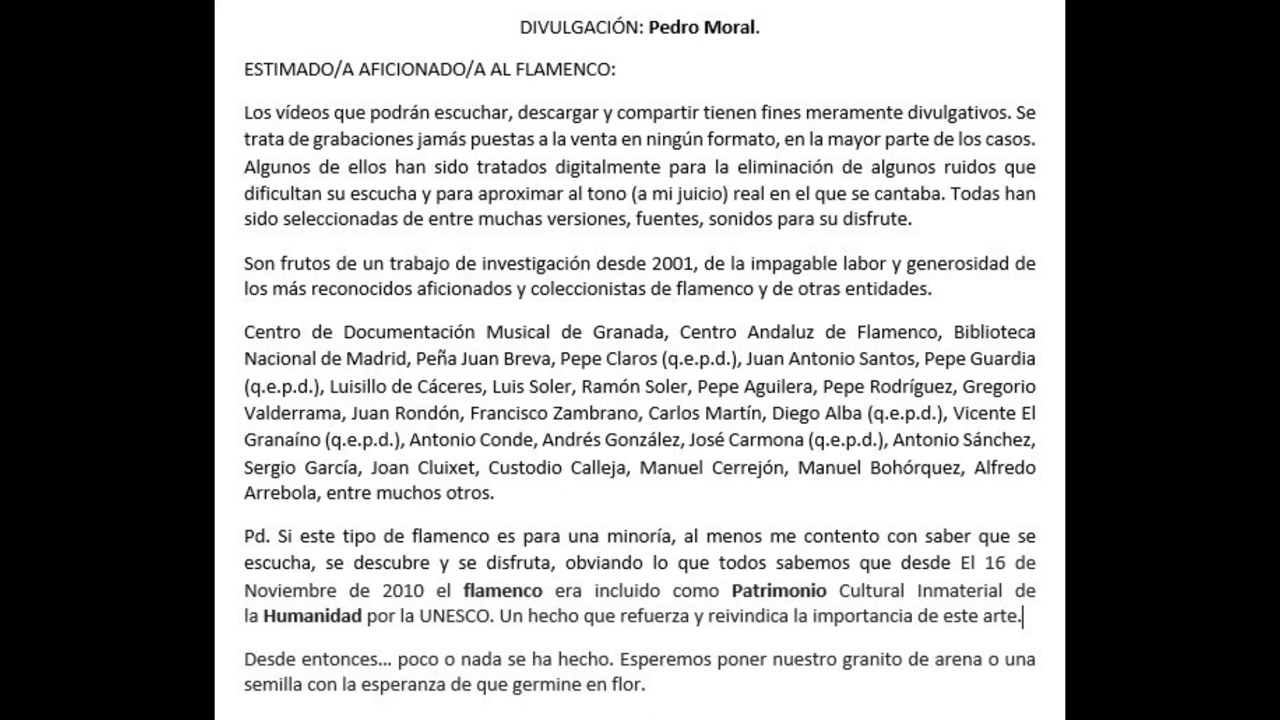 DIVULGACIÓN: Pedro Moral.
ESTIMADO/A AFICIONADO/A AL FLAMENCO:
Los vídeos que podrán escuchar, descargar y compartir tienen fines meramente divulgativos. Se
trata de grabaciones jamás puestas a la venta en ningún formato, en la mayor parte de los casos.
Algunos de ellos han sido tratados digitalmente para la eliminación de algunos ruidos que
dificultan su escucha y para aproximar al tono (a mi juicio) real en el que se cantaba. Todas han
sido seleccionadas de entre muchas versiones, fuentes, sonidos para su disfrute.
Son frutos de un trabajo de investigación desde 2001, de la impagable labor y generosidad de
los más reconocidos aficionados y coleccionistas de flamenco y de otras entidades.
Centro de Documentación Musical de Granada, Centro Andaluz de Flamenco, Biblioteca
Nacional de Madrid, Peña Juan Breva, Pepe Claros (q.e.p.d.), Juan Antonio Santos, Pepe Guardia
(q.e.p.d.), Luisillo de Cáceres, Luis Soler, Ramón Soler, Pepe Aguilera, Pepe Rodríguez, Gregorio
Valderrama, Juan Rondón, Francisco Zambrano, Carlos Martín, Diego Alba (q.e.p.d.), Vicente El
Granaíno (q.e.p.d.), Antonio Conde, Andrés González, José Carmona (q.e.p.d.), Antonio Sánchez,
Sergio García, Joan Cluixet, Custodio Calleja, Manuel Cerrejón, Manuel Bohórquez, Alfredo
Arrebola, entre muchos otros.
Pd. Si este tipo de flamenco es para una minoría, al menos me contento con saber que se
escucha, se descubre y se disfruta, obviando lo que todos sabemos que desde El 16 de
Noviembre de 2010 el flamenco era incluido como Patrimonio Cultural Inmaterial de
la Humanidad por la UNESCO. Un hecho que refuerza y reivindica la importancia de este arte.
Desde entonces... poco o nada se ha hecho. Esperemos poner nuestro granito de arena o una
semilla con la esperanza de que germine en flor.